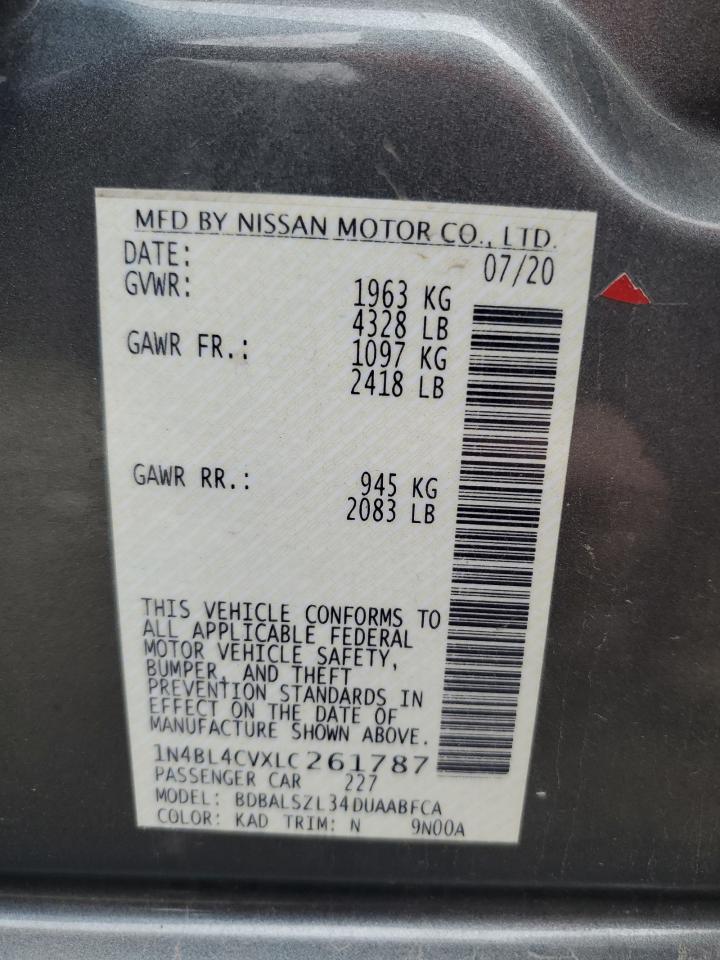 MFD BY NISSAN MOTOR CO., LTD.
DATE: 07/20
GVWR: 1963 KG
4328 LB
GAWR FR.: 1097 KG
2418 LB
GAWR RR.: 945 KG
2083 LB
THIS VEHICLE CONFORMS TO
ALL APPLICABLE FEDERAL
MOTOR VEHICLE SAFETY,
BUMPER, AND THEFT
PREVENTION STANDARDS IN
EFFECT ON THE DATE OF
MANUFACTURE SHOWN ABOVE.
1N4BL4CVXLC261787
PASSENGER CAR 227
MODEL: BDBALSZL34DUAABFCA
COLOR: KAD TRIM: N 9N00A